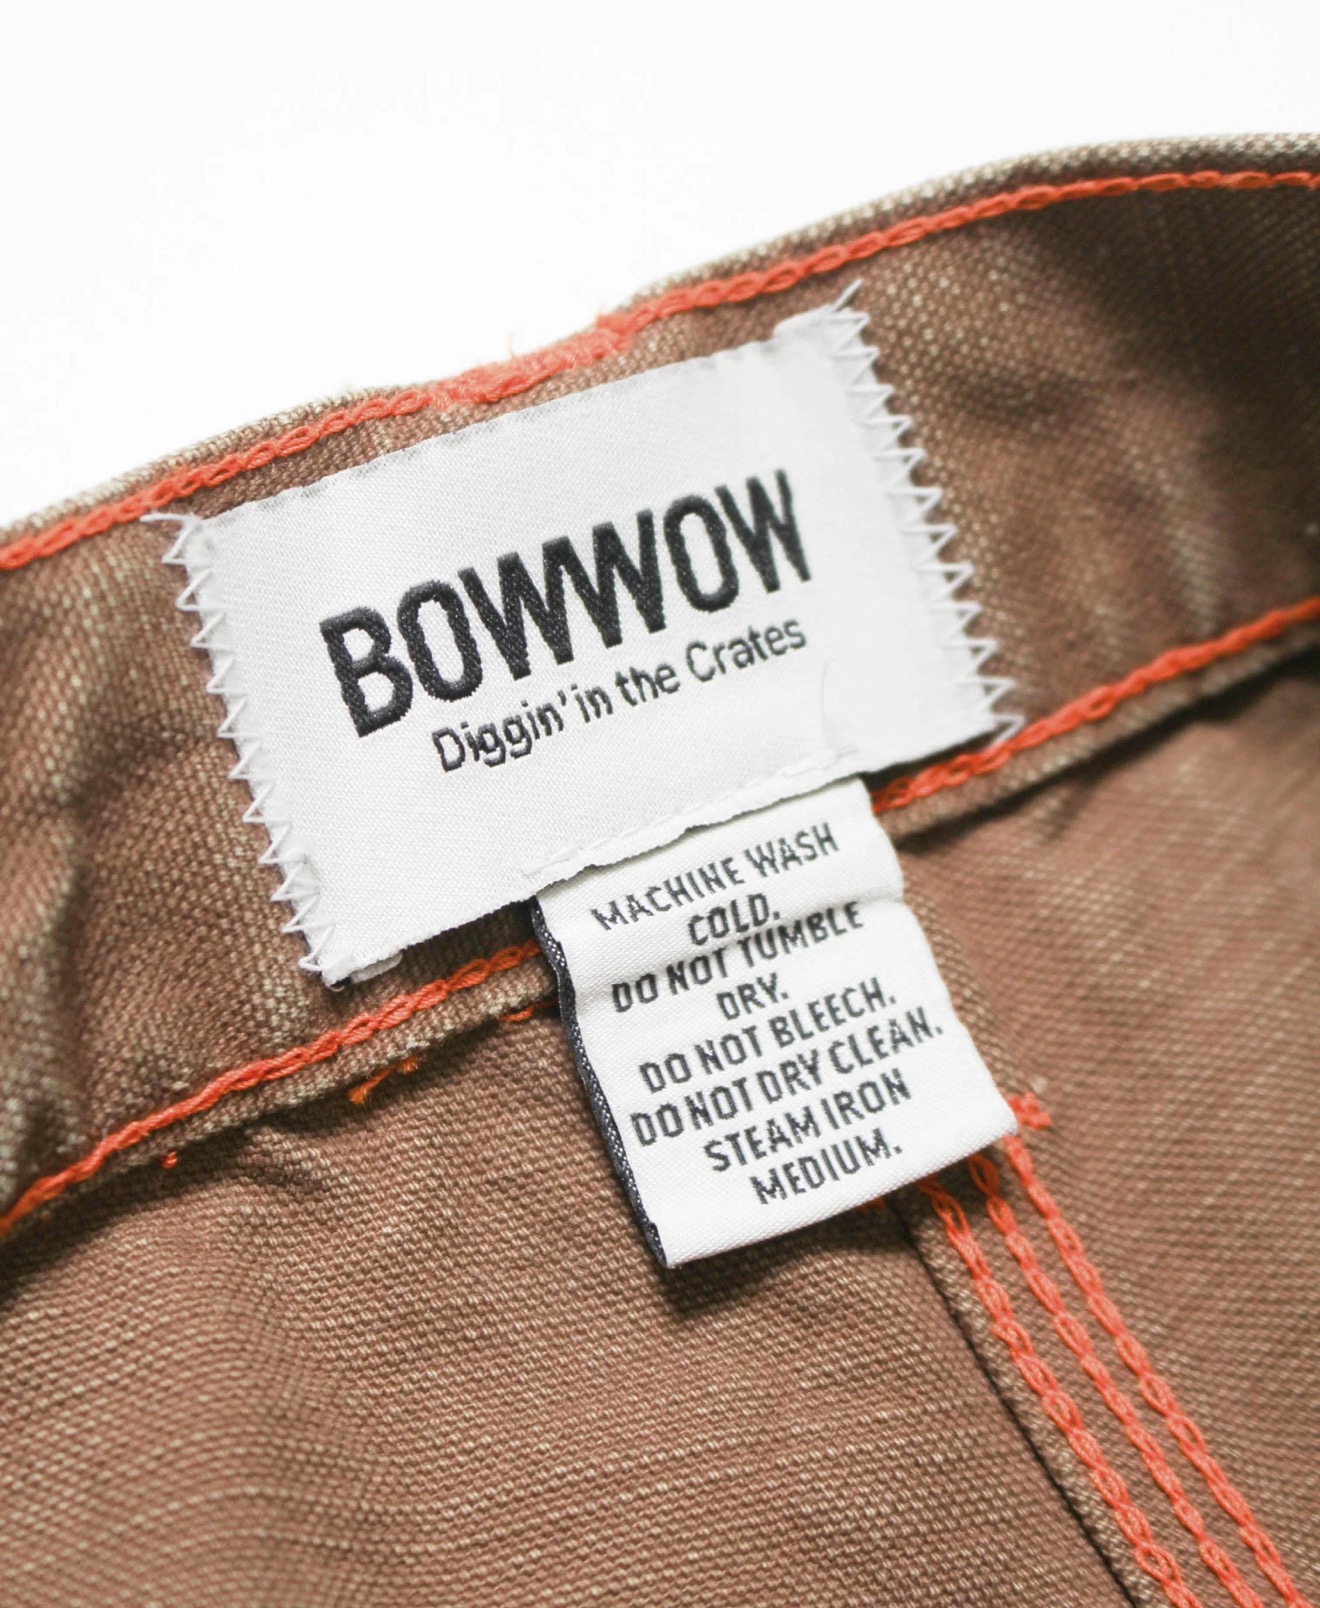 BOWWOW
Diggin' in the Crates
MACHINE WASH
COLD.
DO NOT TUMBLE
DRY.
DO NOT BLEECH.
DO NOT DRY CLEAN.
STEAM IRON
MEDIUM.